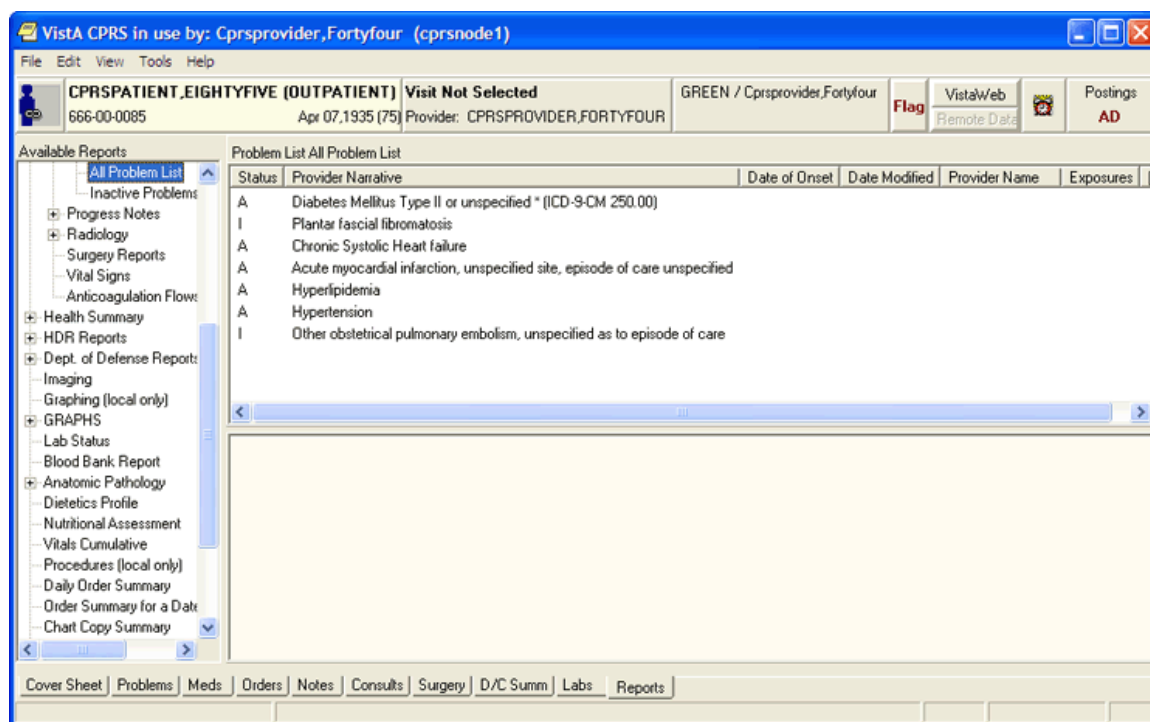 VistA CPRS in use by: Cprsprovider,Fortyfour (cprsnode1)
File Edit View Tools Help
CPRSPATIENT,EIGHTYFIVE (OUTPATIENT)
666-00-0085 Apr 07,1935 (75)
Visit Not Selected
Provider: CPRSPROVIDER,FORTYFOUR
GREEN / Cprsprovider,Fortyfour
Flag
VistaWeb
Remote Data
Postings
AD
Available Reports
All Problem List
Inactive Problems
Progress Notes
Radiology
Surgery Reports
Vital Signs
Anticoagulation Flows
Health Summary
HDR Reports
Dept. of Defense Reports
Imaging
Graphing (local only)
GRAPHS
Lab Status
Blood Bank Report
Anatomic Pathology
Dietetics Profile
Nutritional Assessment
Vitals Cumulative
Procedures (local only)
Daily Order Summary
Order Summary for a Date
Chart Copy Summary
Problem List All Problem List
Status Provider Narrative Date of Onset Date Modified Provider Name Exposures
A Diabetes Mellitus Type II or unspecified * (ICD-9-CM 250.00)
I Plantar fascial fibromatosis
A Chronic Systolic Heart failure
A Acute myocardial infarction, unspecified site, episode of care unspecified
A Hyperlipidemia
A Hypertension
I Other obstetrical pulmonary embolism, unspecified as to episode of care
Cover Sheet Problems Meds Orders Notes Consults Surgery D/C Summ Labs Reports